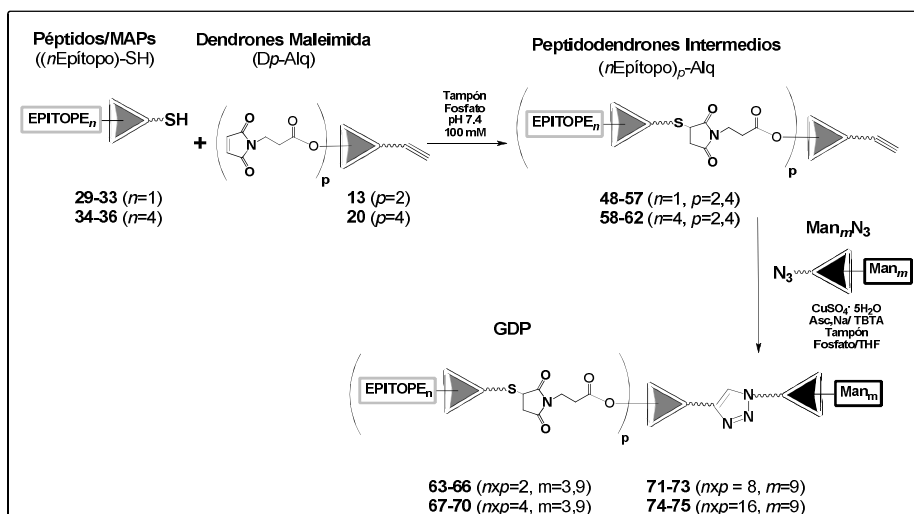 Péptidos/MAPs
((nEpítopo)-SH)
Dendrones Maleimida
(Dp-Alq)
Peptidodendrones Intermedios
(nEpítopo)p-Alq
EPITOPEn
SH
+
O
N
O
O
O
p
Tampón
Fosfato
pH 7.4
100 mM
EPITOPEn
S
O
N
O
O
O
p
29-33 (n=1)
34-36 (n=4)
13 (p=2)
20 (p=4)
48-57 (n=1, p=2,4)
58-62 (n=4, p=2,4)
ManmN3
N3
Manm
CuSO4· 5H2O
Asc,Na/ TBTA
Tampón
Fosfato/THF
GDP
EPITOPEn
S
O
N
O
O
O
p
N
N
N
Manm
63-66 (nxp=2, m=3,9)
67-70 (nxp=4, m=3,9)
71-73 (nxp = 8, m=9)
74-75 (nxp=16, m=9)